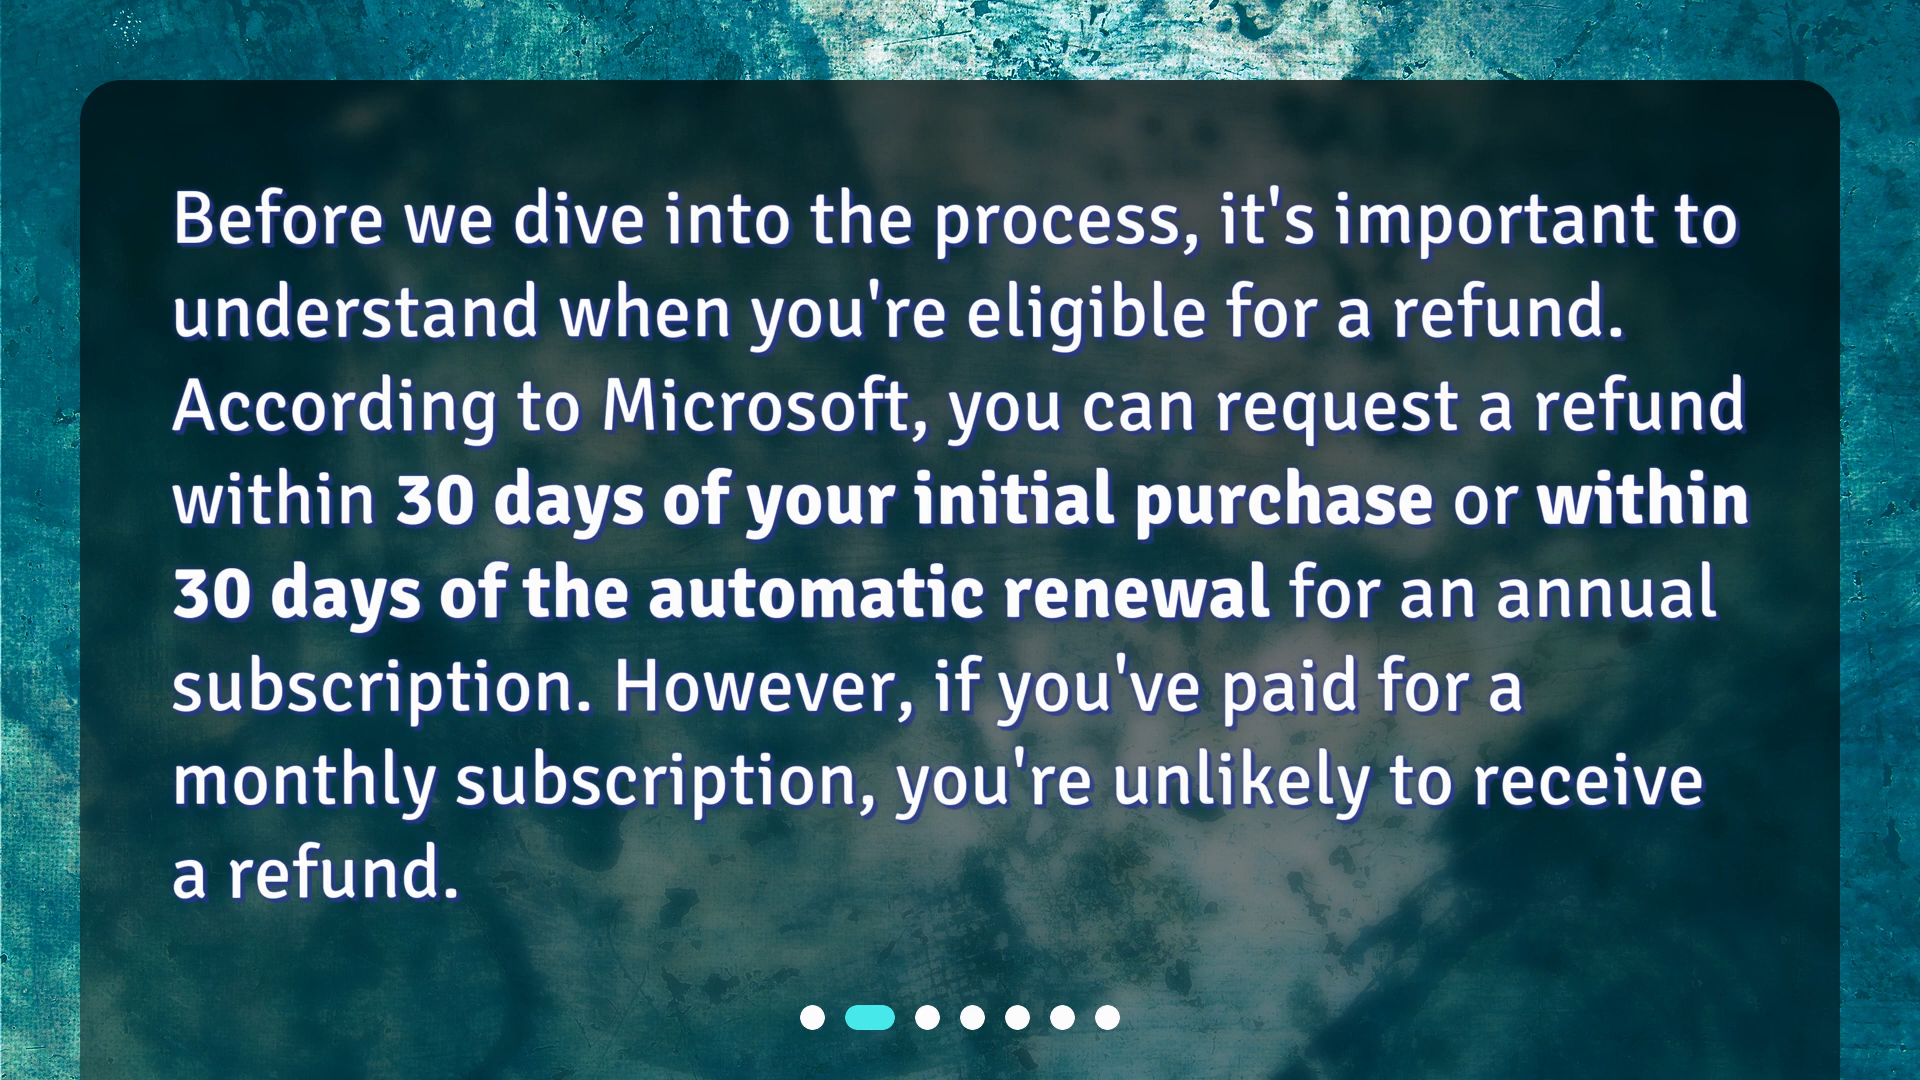 Before we dive into the process, it's important to
understand when you're eligible for a refund.
According to Microsoft, you can request a refund
within 30 days of your initial purchase or within
30 days of the automatic renewal for an annual
subscription. However, if you've paid for a
monthly subscription, you're unlikely to receive
a refund.